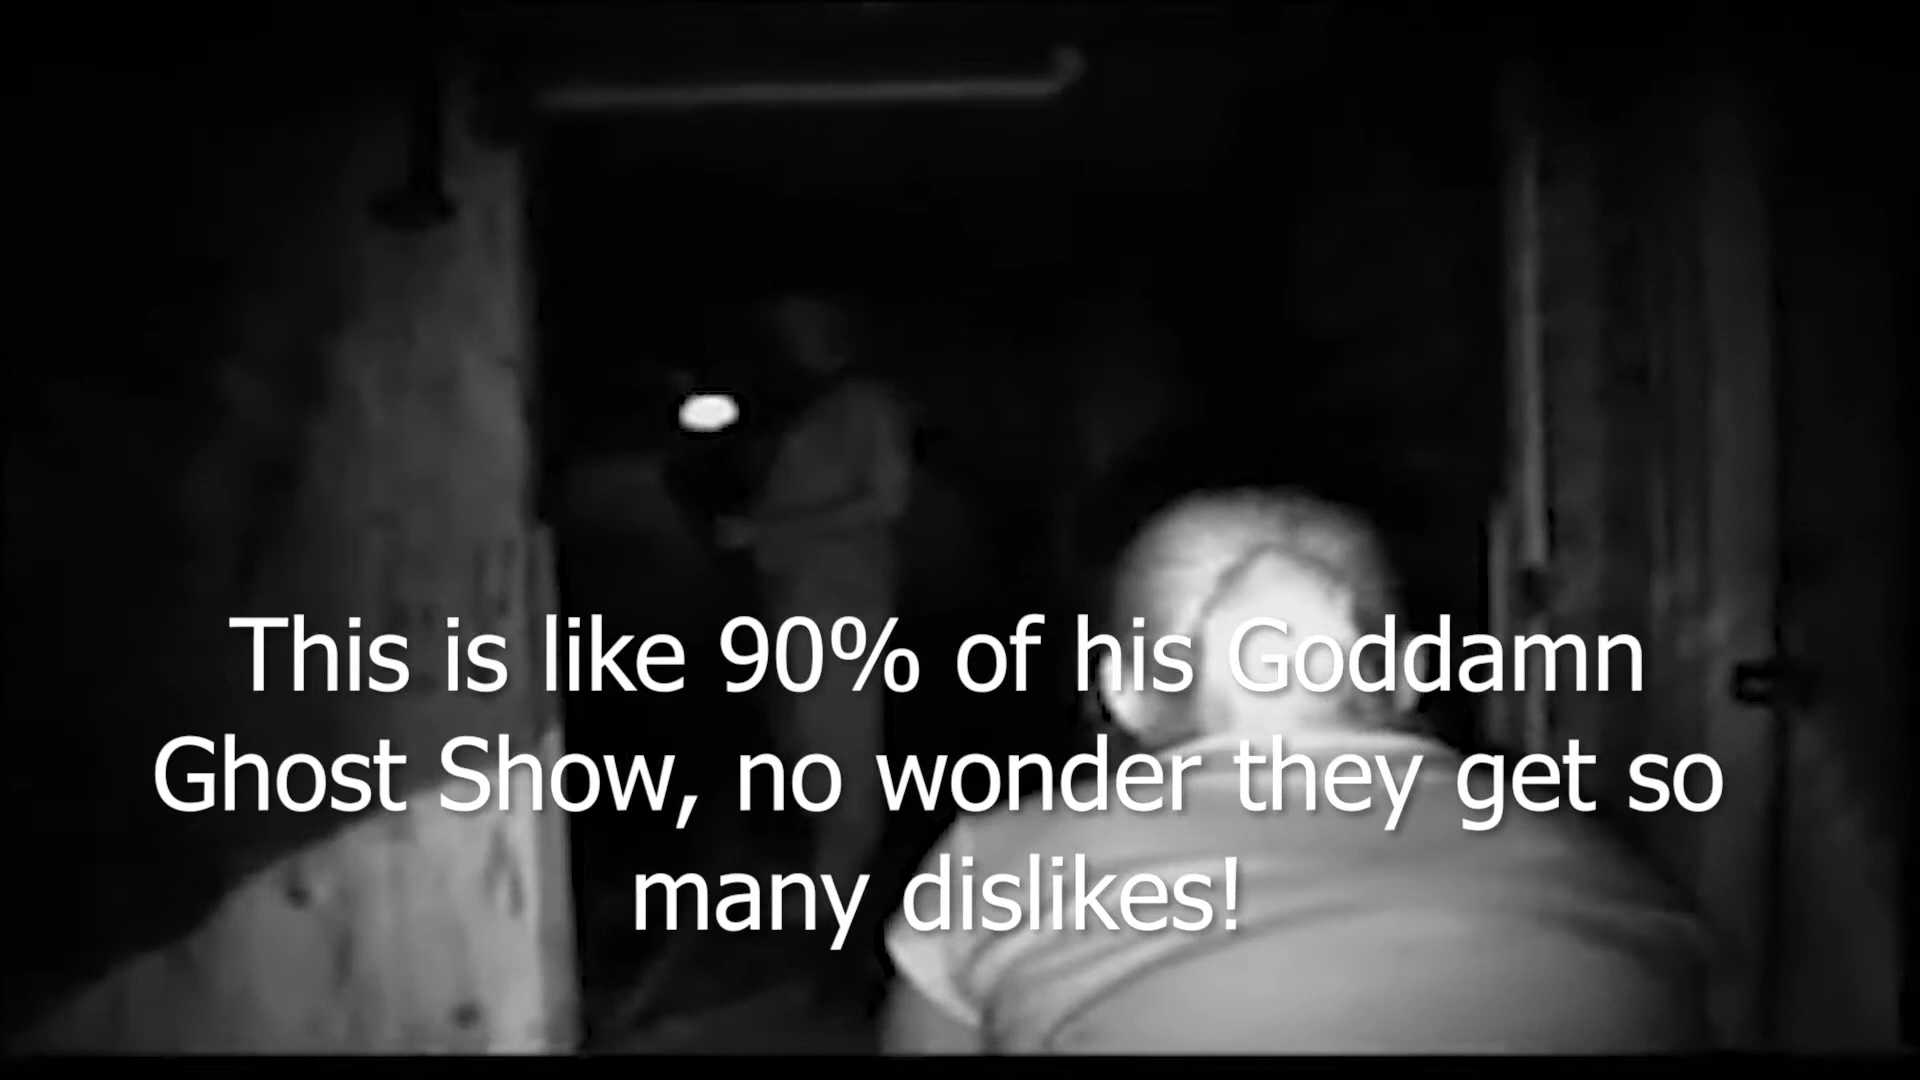 This is like 90% of his Goddamn
Ghost Show, no wonder they get so
many dislikes!